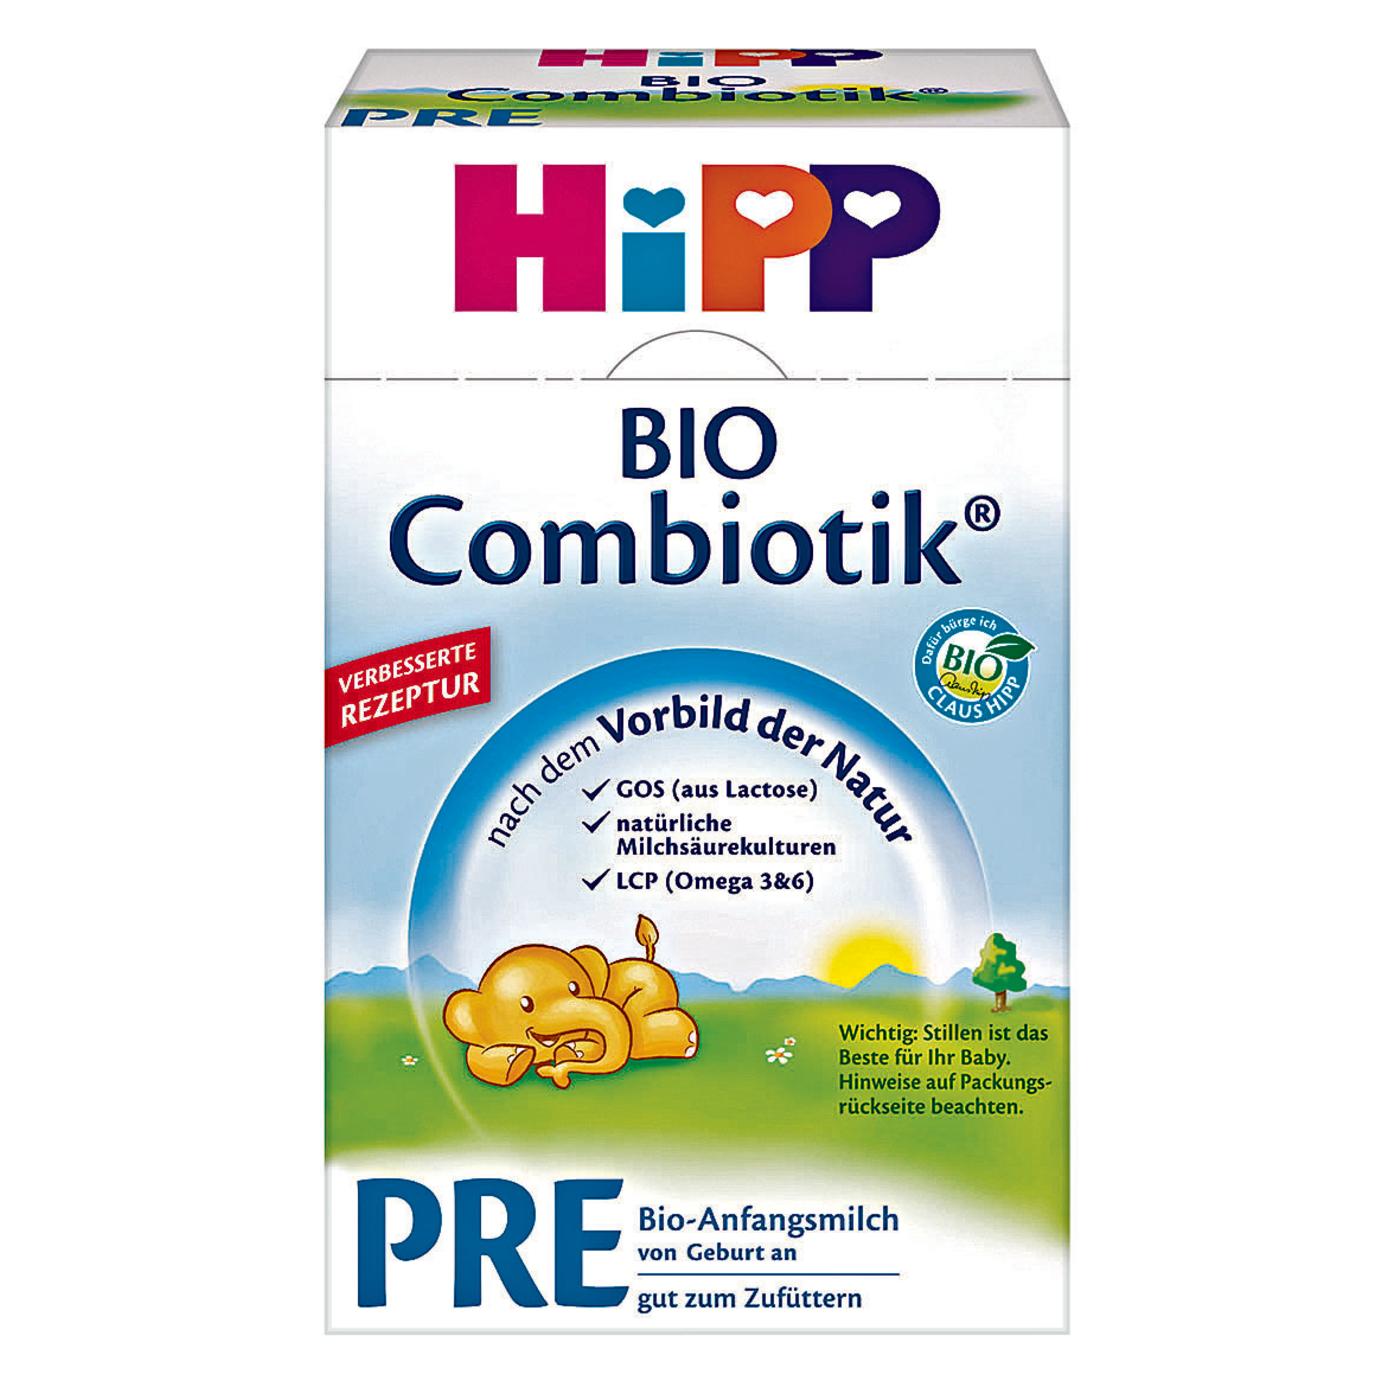 HiPP
BIO
Combiotik®
PRE
HiPP
BIO
Combiotik®
VERBESSERTE
REZEPTUR
Dafür bürge ich
BIO
Claus Hipp
CLAUS HIPP
nach dem Vorbild der Natur
GOS (aus Lactose)
natürliche
Milchsäurekulturen
LCP (Omega 3&6)
Wichtig: Stillen ist das
Beste für Ihr Baby.
Hinweise auf Packungs-
rückseite beachten.
PRE
Bio-Anfangsmilch
von Geburt an
gut zum Zufüttern